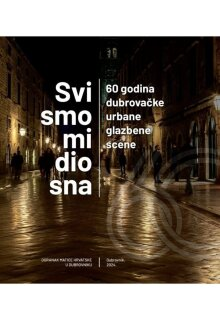 Svi
smo
mi
dio
sna
60 godina
dubrovačke
urbane
glazbene
scene
OGRANAK MATICE HRVATSKE
U DUBROVNIKU
Dubrovnik,
2024.